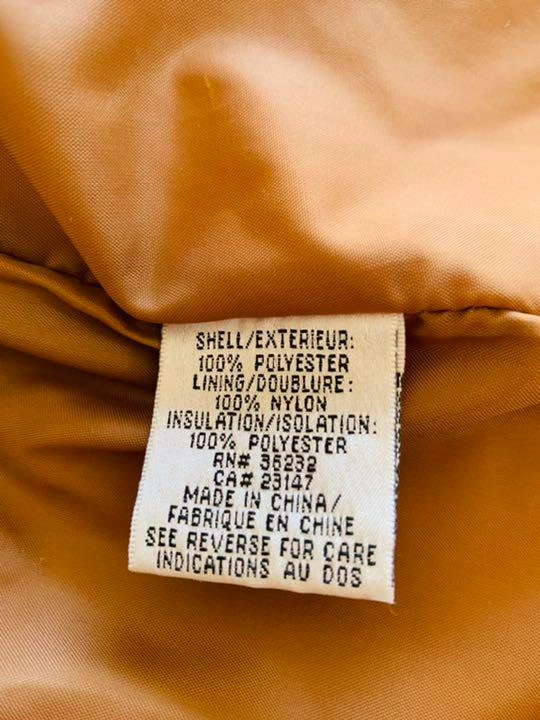 SHELL/EXTERIEUR:
100% POLYESTER
LINING/DOUBLURE:
100% NYLON
INSULATION/ISOLATION:
100% POLYESTER
RN# 36232
CA# 23147
MADE IN CHINA/
FABRIQUE EN CHINE
SEE REVERSE FOR CARE
INDICATIONS AU DOS